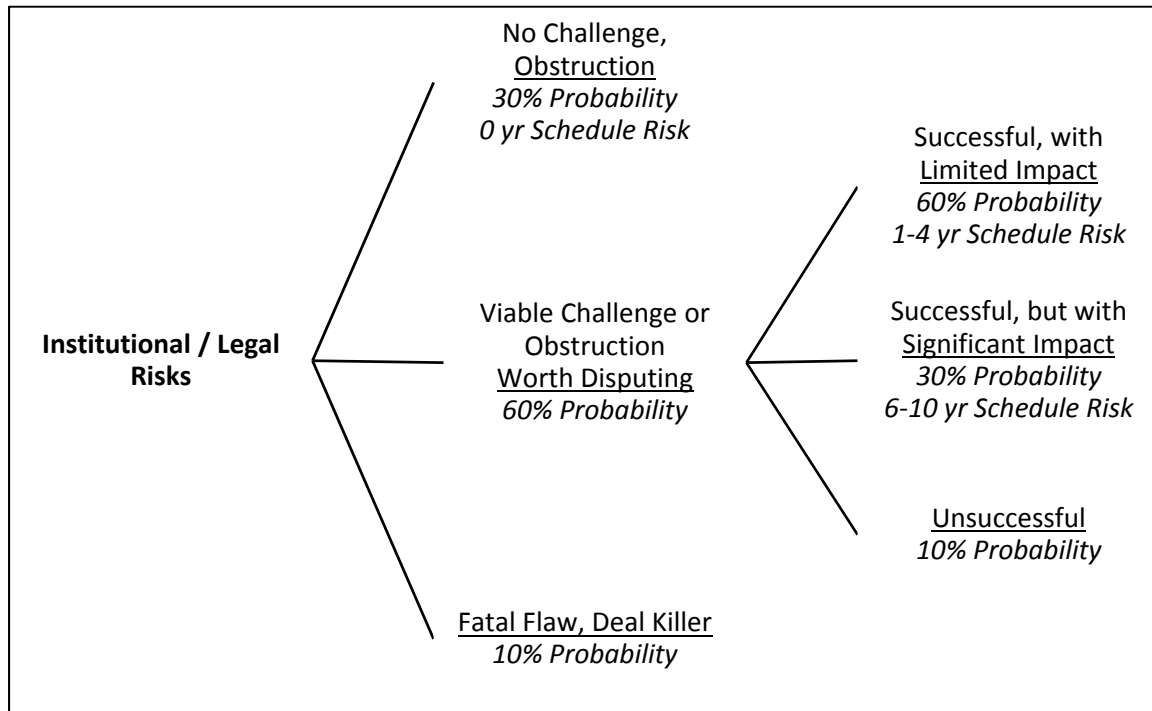 Institutional / Legal
Risks
No Challenge,
Obstruction
30% Probability
0 yr Schedule Risk
Viable Challenge or
Obstruction
Worth Disputing
60% Probability
Fatal Flaw, Deal Killer
10% Probability
Successful, with
Limited Impact
60% Probability
1-4 yr Schedule Risk
Successful, but with
Significant Impact
30% Probability
6-10 yr Schedule Risk
Unsuccessful
10% Probability